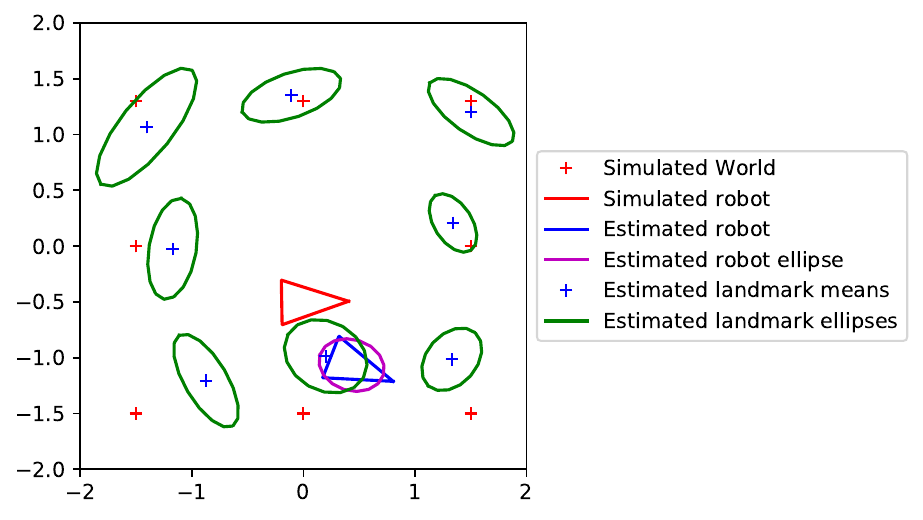 2.0
1.5
1.0
0.5
0.0
−0.5
−1.0
−1.5
−2.0
−2
−1
0
1
2
Simulated World
Simulated robot
Estimated robot
Estimated robot ellipse
Estimated landmark means
Estimated landmark ellipses